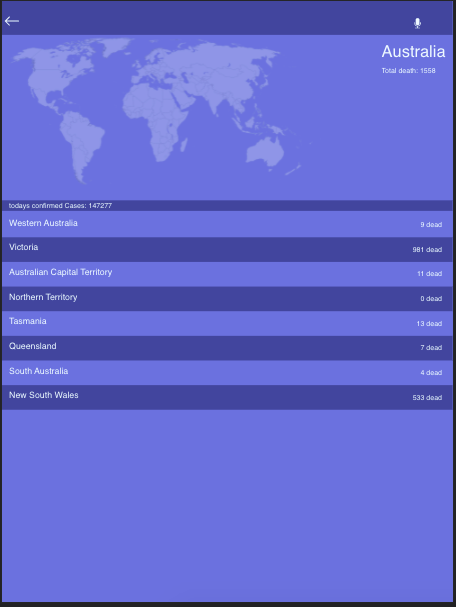 Australia
Total death: 1558
todays confirmed Cases: 147277
Western Australia 9 dead
Victoria 981 dead
Australian Capital Territory 11 dead
Northern Territory 0 dead
Tasmania 13 dead
Queensland 7 dead
South Australia 4 dead
New South Wales 533 dead